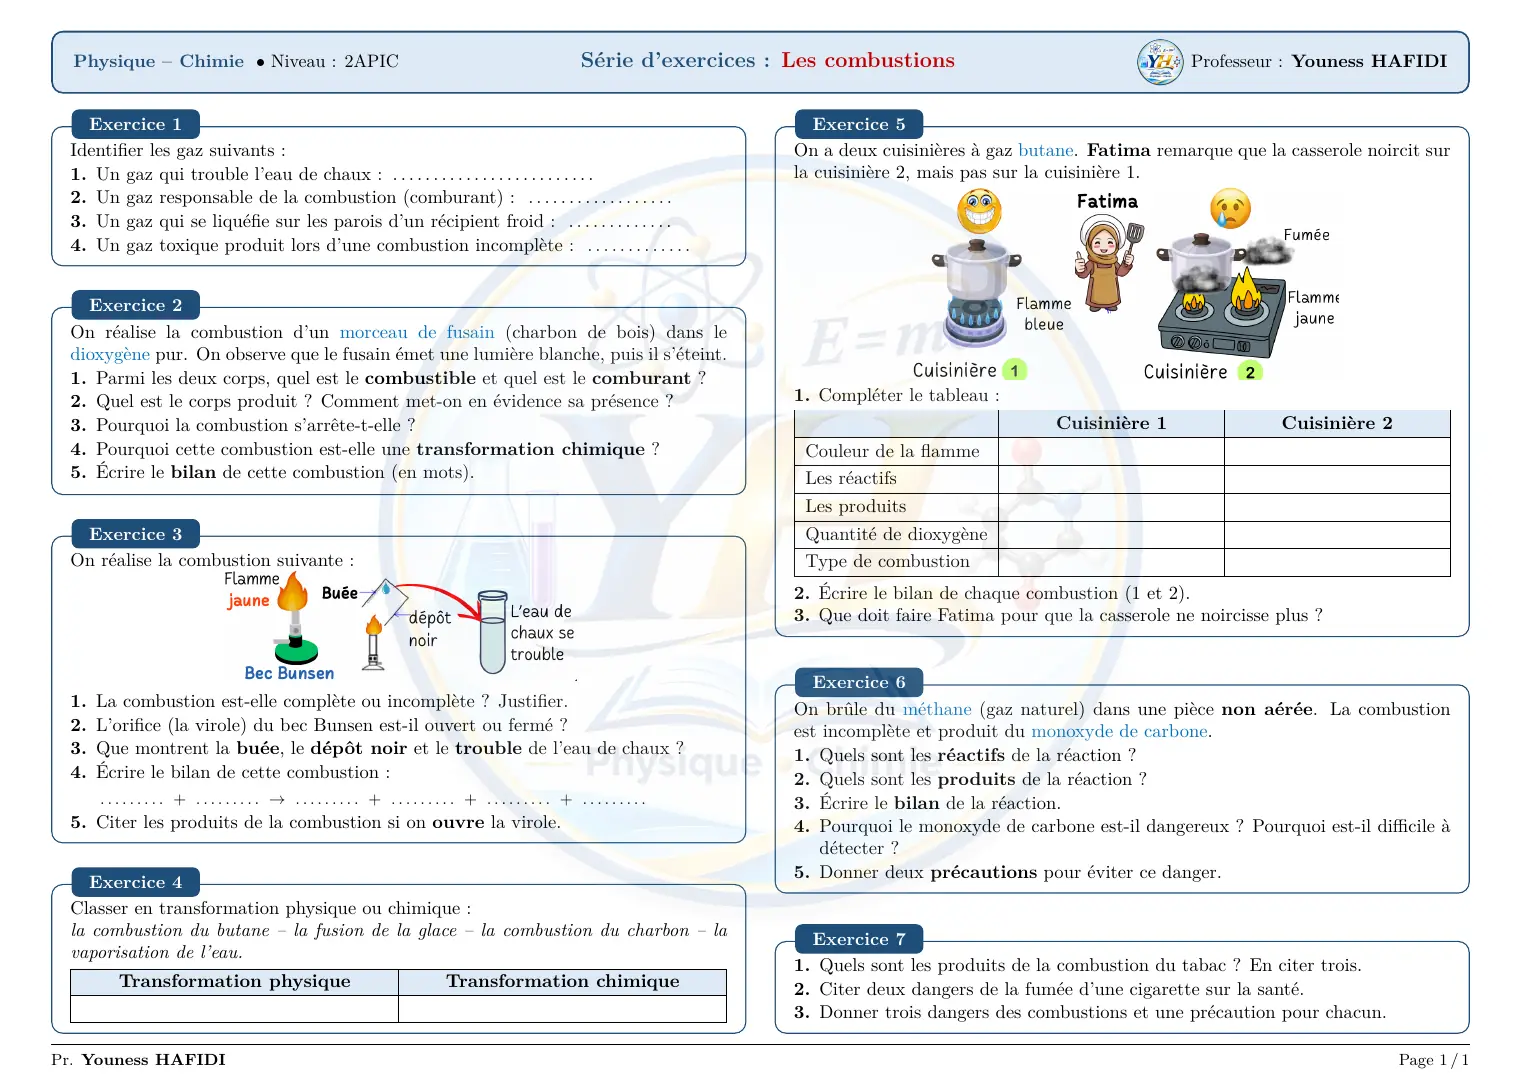 Physique – Chimie • Niveau : 2APIC
Série d'exercices : Les combustions
Professeur : Youness HAFIDI
Exercice 1
Identifier les gaz suivants :
1. Un gaz qui trouble l'eau de chaux : ..........................
2. Un gaz responsable de la combustion (comburant) : ..................
3. Un gaz qui se liquéfie sur les parois d'un récipient froid : .............
4. Un gaz toxique produit lors d'une combustion incomplète : .............
Exercice 2
On réalise la combustion d'un morceau de fusain (charbon de bois) dans le
dioxygène pur. On observe que le fusain émet une lumière blanche, puis il s'éteint.
1. Parmi les deux corps, quel est le combustible et quel est le comburant ?
2. Quel est le corps produit ? Comment met-on en évidence sa présence ?
3. Pourquoi la combustion s'arrête-t-elle ?
4. Pourquoi cette combustion est-elle une transformation chimique ?
5. Écrire le bilan de cette combustion (en mots).
Exercice 3
On réalise la combustion suivante :
Flamme
jaune
Bec Bunsen
Buée
dépôt
noir
L'eau de
chaux se
trouble
1. La combustion est-elle complète ou incomplète ? Justifier.
2. L'orifice (la virole) du bec Bunsen est-il ouvert ou fermé ?
3. Que montrent la buée, le dépôt noir et le trouble de l'eau de chaux ?
4. Écrire le bilan de cette combustion :
......... + ......... → ......... + ......... + ......... + .........
5. Citer les produits de la combustion si on ouvre la virole.
Exercice 4
Classer en transformation physique ou chimique :
la combustion du butane – la fusion de la glace – la combustion du charbon – la
vaporisation de l'eau.
Transformation physique Transformation chimique
Exercice 5
On a deux cuisinières à gaz butane. Fatima remarque que la casserole noircit sur
la cuisinière 2, mais pas sur la cuisinière 1.
Fatima
Fumée
Flamme
bleue
Flamme
jaune
Cuisinière 1
Cuisinière 2
1. Compléter le tableau :
Cuisinière 1 Cuisinière 2
Couleur de la flamme
Les réactifs
Les produits
Quantité de dioxygène
Type de combustion
2. Écrire le bilan de chaque combustion (1 et 2).
3. Que doit faire Fatima pour que la casserole ne noircisse plus ?
Exercice 6
On brûle du méthane (gaz naturel) dans une pièce non aérée. La combustion
est incomplète et produit du monoxyde de carbone.
1. Quels sont les réactifs de la réaction ?
2. Quels sont les produits de la réaction ?
3. Écrire le bilan de la réaction.
4. Pourquoi le monoxyde de carbone est-il dangereux ? Pourquoi est-il difficile à
détecter ?
5. Donner deux précautions pour éviter ce danger.
Exercice 7
1. Quels sont les produits de la combustion du tabac ? En citer trois.
2. Citer deux dangers de la fumée d'une cigarette sur la santé.
3. Donner trois dangers des combustions et une précaution pour chacun.
Pr. Youness HAFIDI
Page 1 / 1
E=m
YH
Physique Chimie